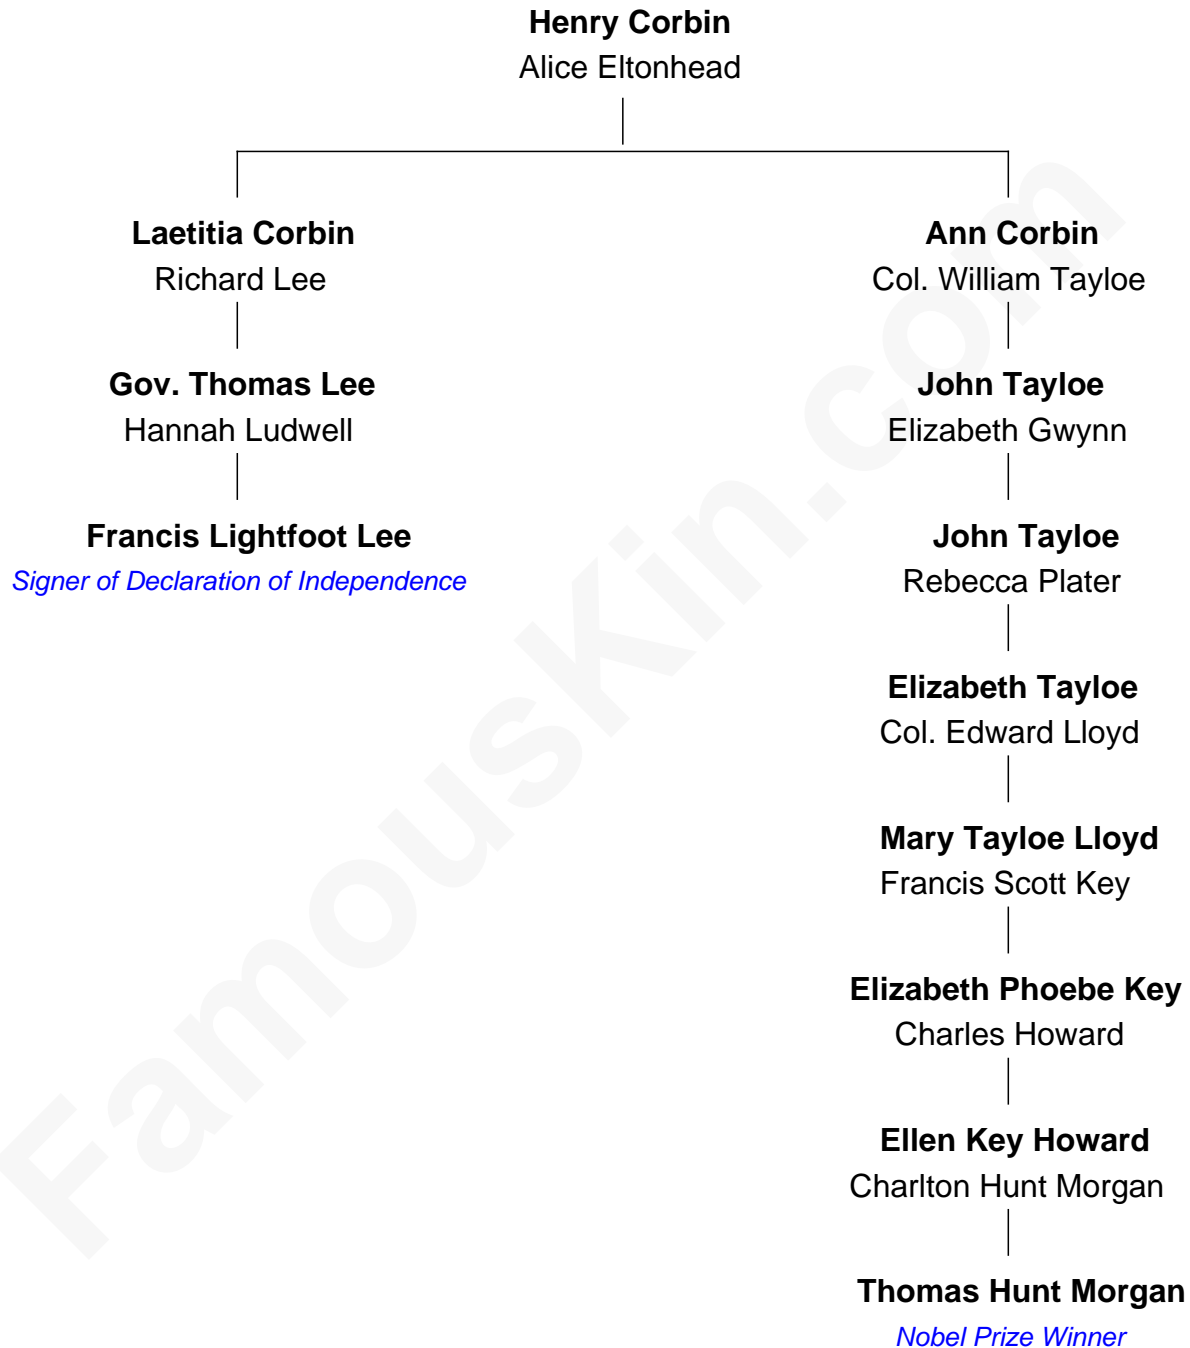 Henry Corbin
Alice Eltonhead
Laetitia Corbin
Richard Lee
Gov. Thomas Lee
Hannah Ludwell
Francis Lightfoot Lee
Signer of Declaration of Independence
Ann Corbin
Col. William Tayloe
John Tayloe
Elizabeth Gwynn
John Tayloe
Rebecca Plater
Elizabeth Tayloe
Col. Edward Lloyd
Mary Tayloe Lloyd
Francis Scott Key
Elizabeth Phoebe Key
Charles Howard
Ellen Key Howard
Charlton Hunt Morgan
Thomas Hunt Morgan
Nobel Prize Winner
FamousKin.com